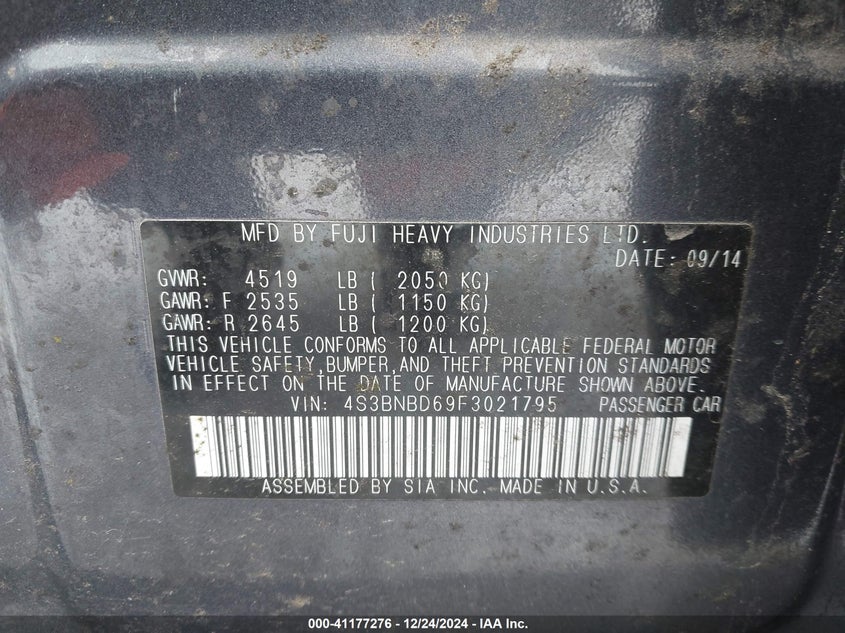 MFD BY FUJI HEAVY INDUSTRIES LTD.
DATE: 09/14
GVWR: 4519 LB ( 2050 KG)
GAWR: F 2535 LB ( 1150 KG)
GAWR: R 2645 LB ( 1200 KG)
THIS VEHICLE CONFORMS TO ALL APPLICABLE FEDERAL MOTOR
VEHICLE SAFETY,BUMPER,AND THEFT PREVENTION STANDARDS
IN EFFECT ON THE DATE OF MANUFACTURE SHOWN ABOVE.
VIN: 4S3BNBD69F3021795 PASSENGER CAR
ASSEMBLED BY SIA INC. MADE IN U.S.A.
000-41177276 - 12/24/2024 - IAA Inc.